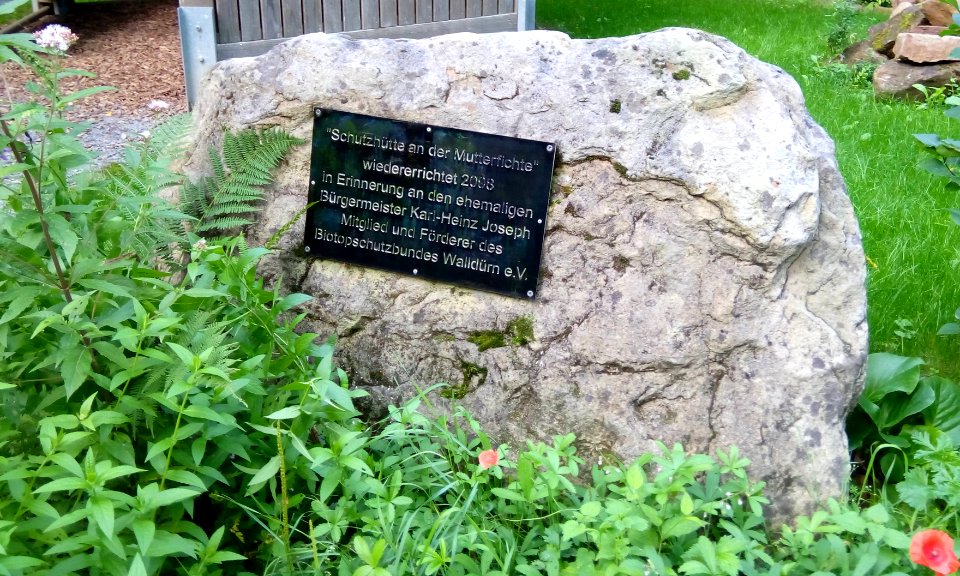 "Schutzhütte an der Mutterfichte"
wiedererrichtet 2008
in Erinnerung an den ehemaligen
Bürgermeister Karl-Heinz Joseph
Mitglied und Förderer des
Biotopschutzbundes Walldürn e.V.